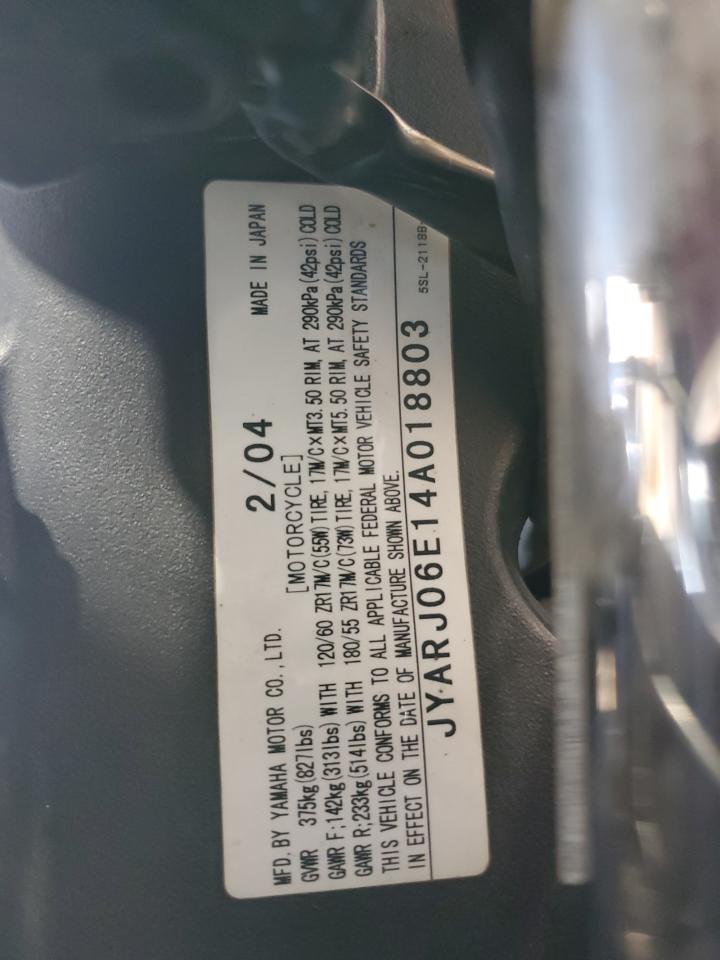 2/04 MADE IN JAPAN
MFD. BY YAMAHA MOTOR CO., LTD. [MOTORCYCLE]
GVWR 375kg(827lbs)
GAWR F;142kg(313lbs) WITH 120/60 ZR17M/C(55W) TIRE, 17M/C×MT3.50 RIM, AT 290kPa(42psi) COLD
GAWR R;233kg(514lbs) WITH 180/55 ZR17M/C(73W) TIRE, 17M/C×MT5.50 RIM, AT 290kPa(42psi) COLD
THIS VEHICLE CONFORMS TO ALL APPLICABLE FEDERAL MOTOR VEHICLE SAFETY STANDARDS
IN EFFECT ON THE DATE OF MANUFACTURE SHOWN ABOVE.
JYARJ06E14A018803
5SL-2118B-